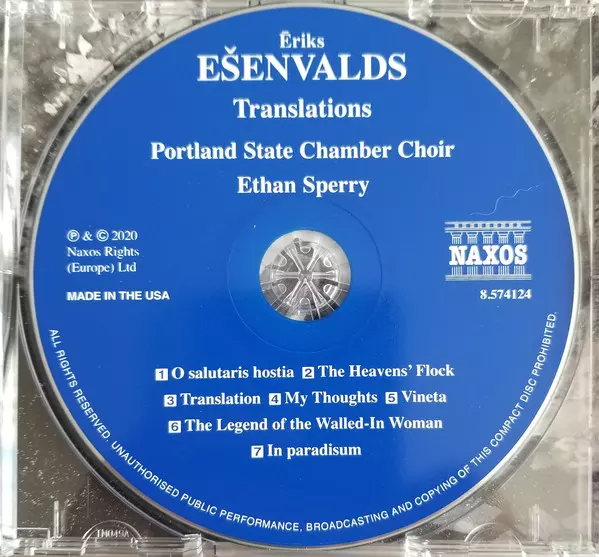 Ēriks
EŠENVALDS
Translations
Portland State Chamber Choir
Ethan Sperry
℗ & © 2020
Naxos Rights
(Europe) Ltd
MADE IN THE USA
NAXOS
8.574124
1 O salutaris hostia 2 The Heavens' Flock
3 Translation 4 My Thoughts 5 Vineta
6 The Legend of the Walled-In Woman
7 In paradisum
ALL RIGHTS RESERVED. UNAUTHORISED PUBLIC PERFORMANCE, BROADCASTING AND COPYING OF THIS COMPACT DISC PROHIBITED.